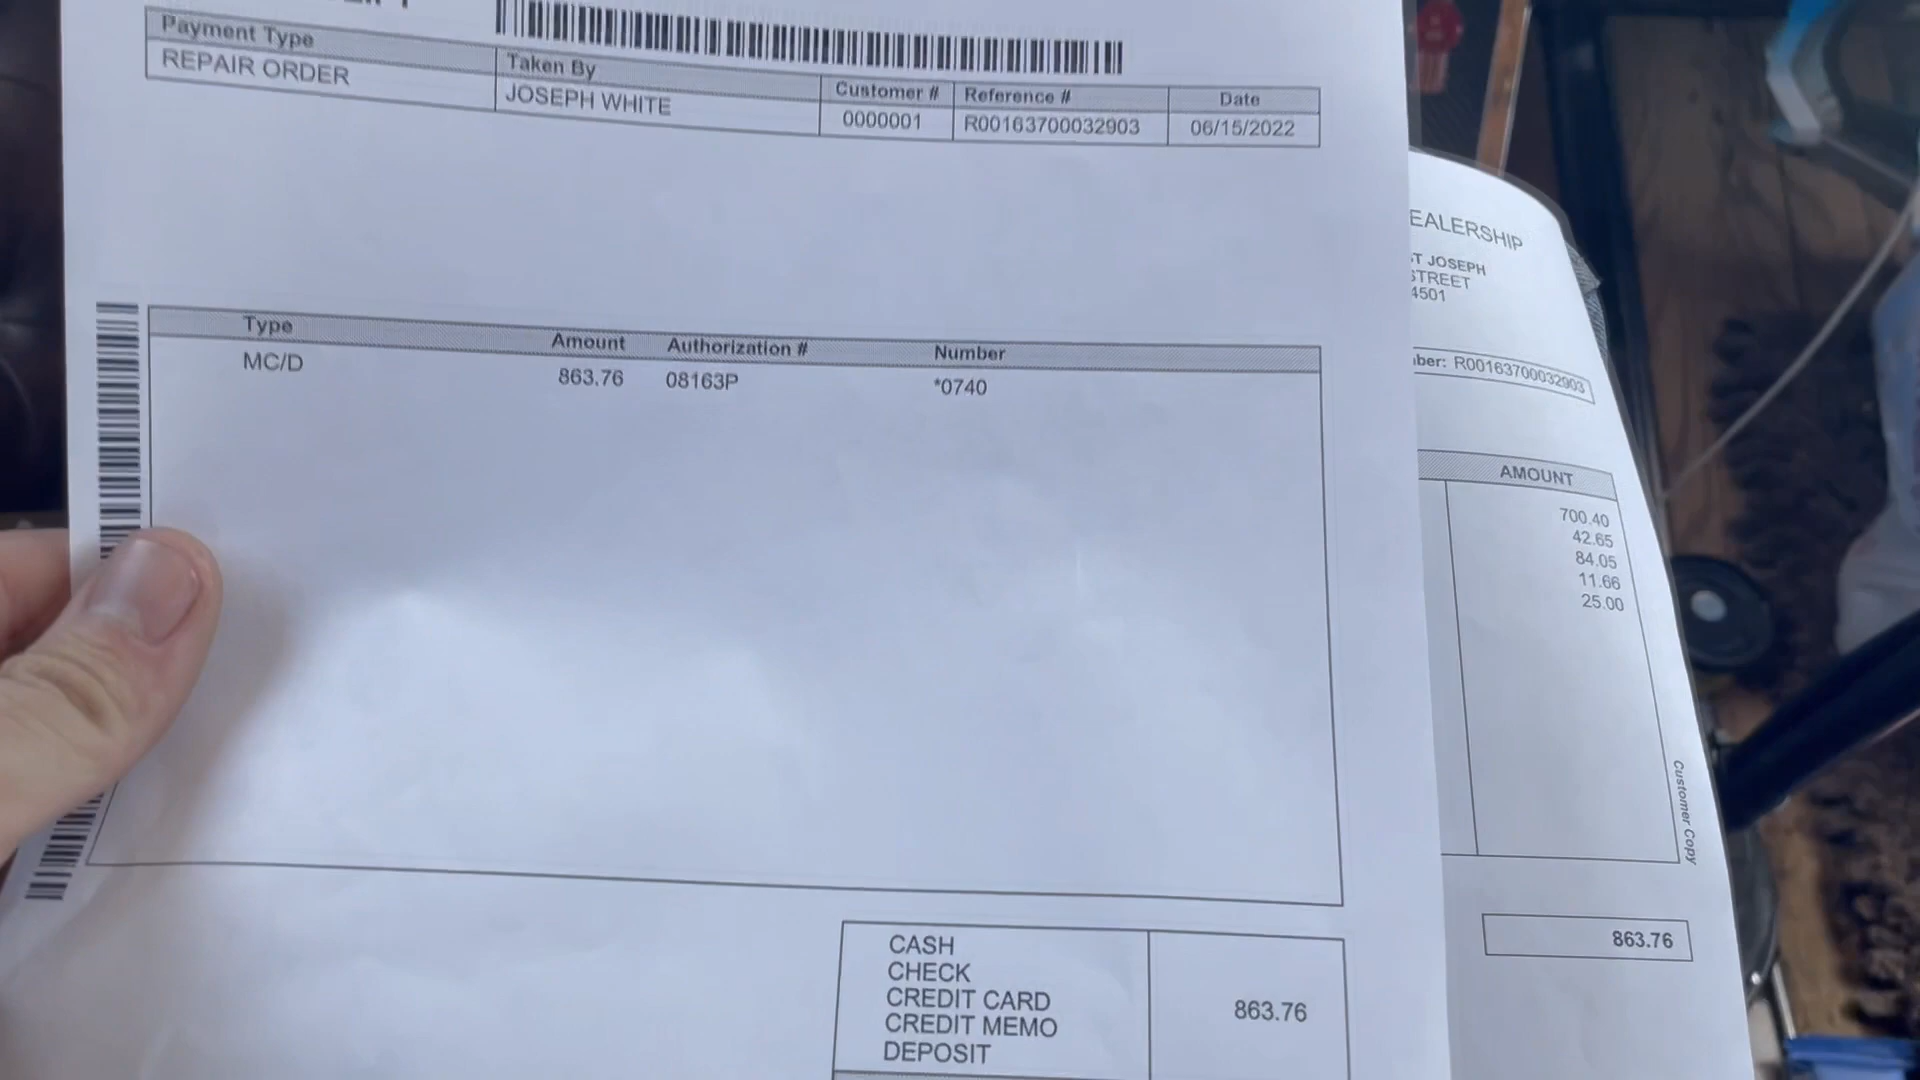 Payment Type
REPAIR ORDER
Taken By
JOSEPH WHITE
Customer #
0000001
Reference #
R00163700032903
Date
06/15/2022
Type
Amount
Authorization #
Number
MC/D
863.76
08163P
*0740
CASH
CHECK
CREDIT CARD
CREDIT MEMO
DEPOSIT
863.76
EALERSHIP
T JOSEPH
STREET
4501
ber: R00163700032903
AMOUNT
700.40
42.65
84.05
11.66
25.00
Customer Copy
863.76